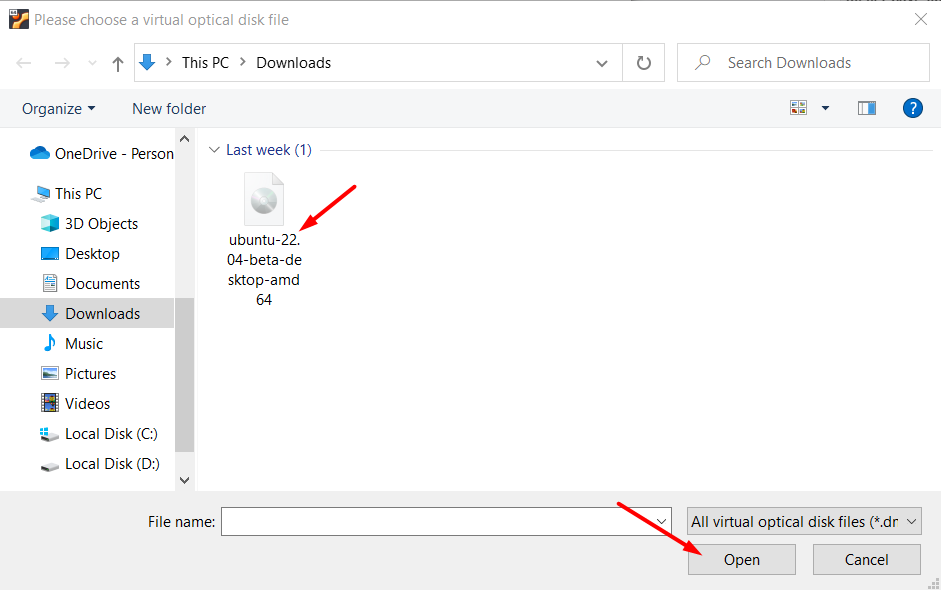 Please choose a virtual optical disk file
This PC
Downloads
Search Downloads
Organize
New folder
?
OneDrive - Person
This PC
3D Objects
Desktop
Documents
Downloads
Music
Pictures
Videos
Local Disk (C:)
Local Disk (D:)
Last week (1)
ubuntu-22.
04-beta-de
sktop-amd
64
File name:
All virtual optical disk files (*.dr
Open
Cancel